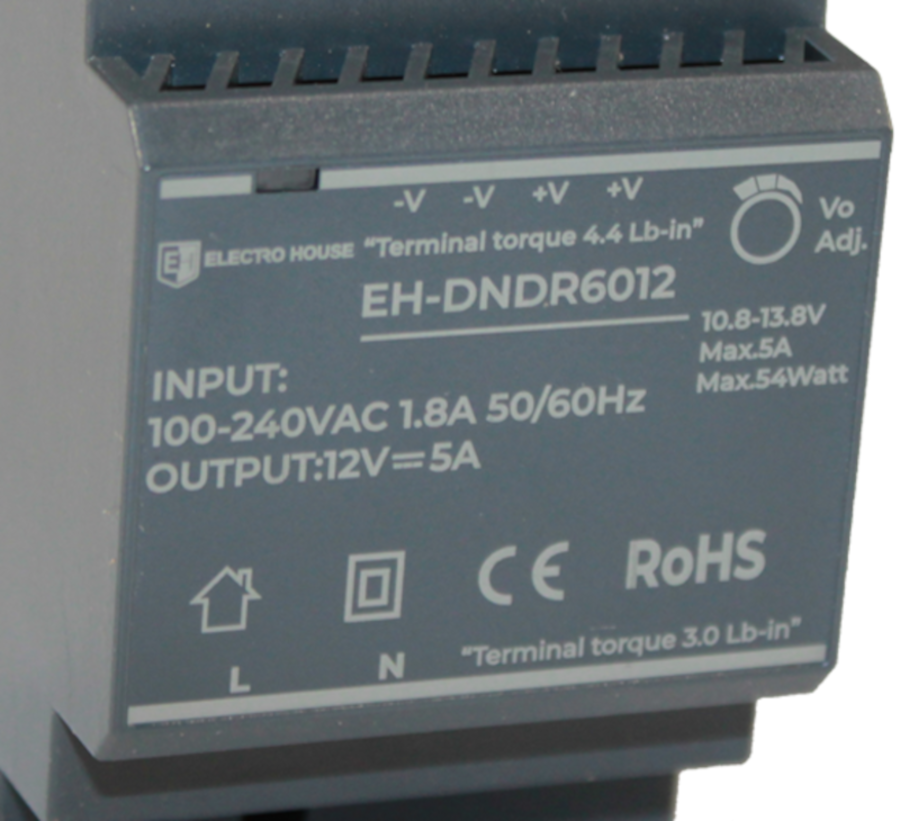 -V -V +V +V
Vo
Adj.
EH ELECTRO HOUSE
"Terminal torque 4.4 Lb-in"
EH-DNDR6012
10.8-13.8V
Max.5A
Max.54Watt
INPUT:
100-240VAC 1.8A 50/60Hz
OUTPUT:12V⎓5A
CE RoHS
L N
"Terminal torque 3.0 Lb-in"